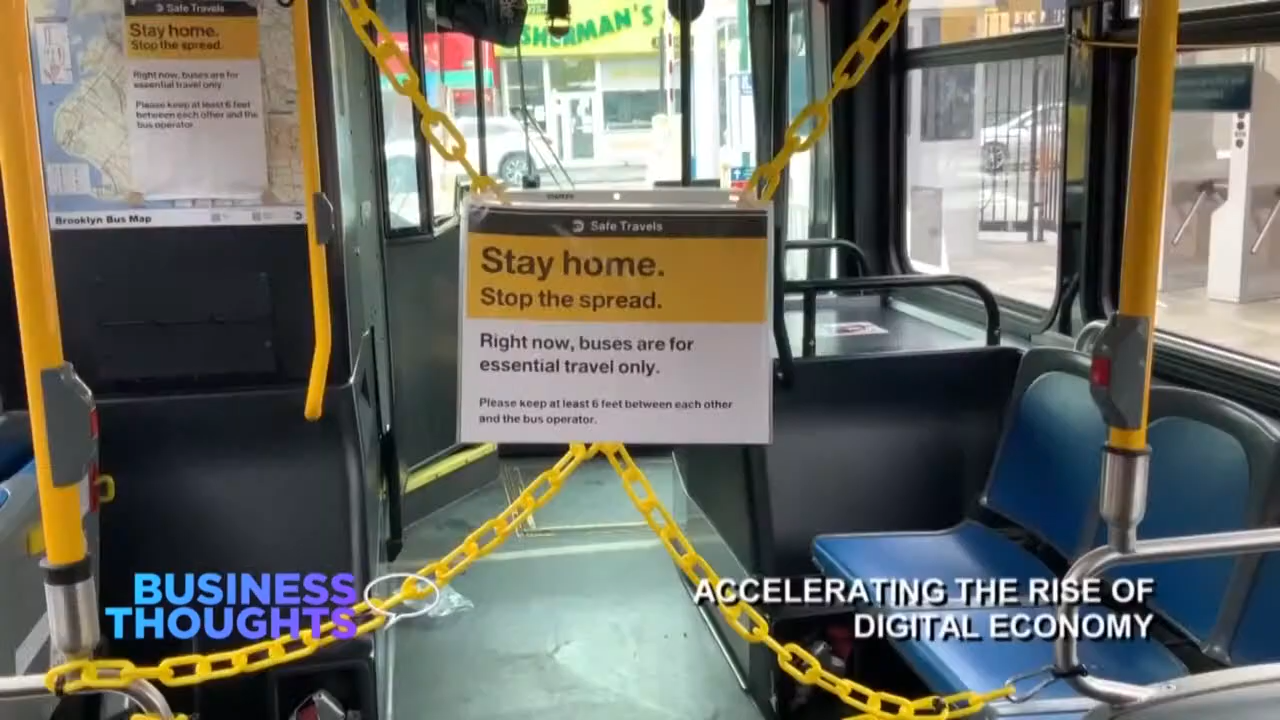 Safe Travels
Stay home.
Stop the spread.
Right now, buses are for
essential travel only
Please keep at least 6 feet
between each other and the
bus operator
Brooklyn Bus Map
SHERMAN'S
Safe Travels
Stay home.
Stop the spread.
Right now, buses are for
essential travel only.
Please keep at least 6 feet between each other
and the bus operator.
BUSINESS
THOUGHTS
ACCELERATING THE RISE OF
DIGITAL ECONOMY